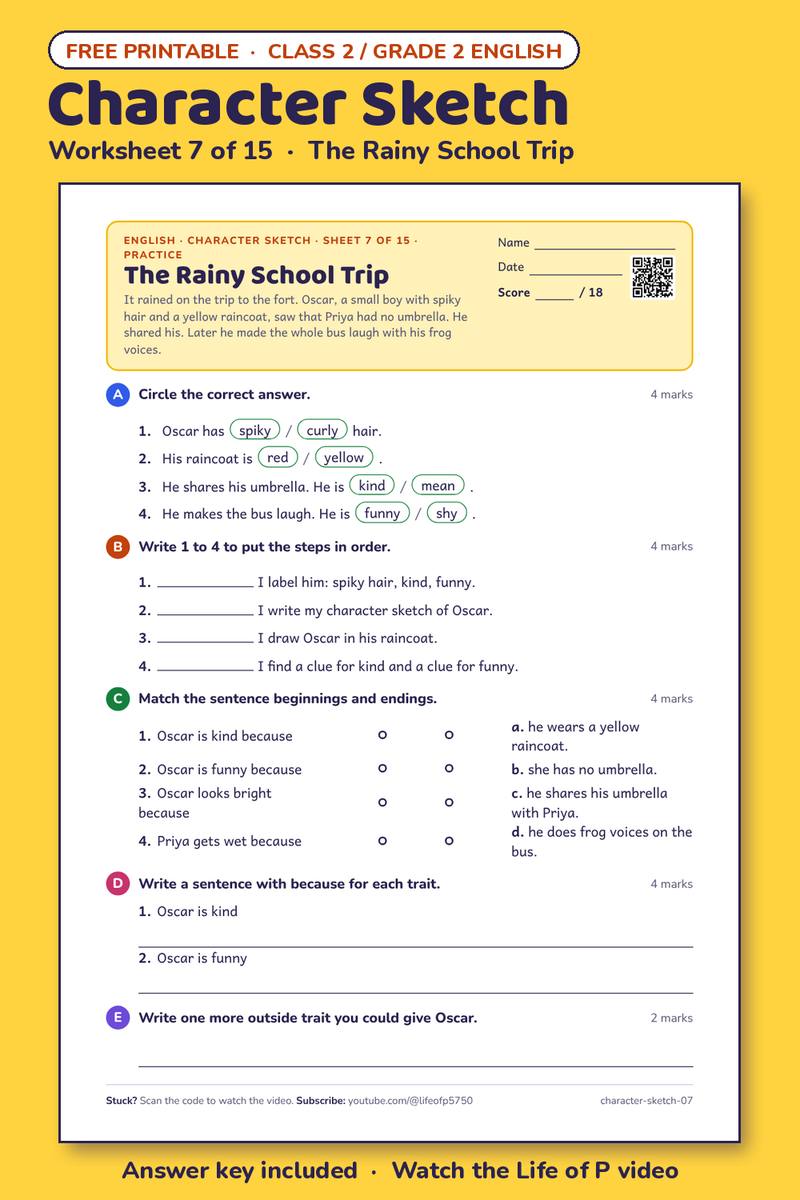 FREE PRINTABLE · CLASS 2 / GRADE 2 ENGLISH
Character Sketch
Worksheet 7 of 15 · The Rainy School Trip
ENGLISH · CHARACTER SKETCH · SHEET 7 OF 15 ·
PRACTICE
The Rainy School Trip
It rained on the trip to the fort. Oscar, a small boy with spiky
hair and a yellow raincoat, saw that Priya had no umbrella. He
shared his. Later he made the whole bus laugh with his frog
voices.
Name
Date
Score / 18
A Circle the correct answer. 4 marks
1. Oscar has spiky / curly hair.
2. His raincoat is red / yellow .
3. He shares his umbrella. He is kind / mean .
4. He makes the bus laugh. He is funny / shy .
B Write 1 to 4 to put the steps in order. 4 marks
1. ____________ I label him: spiky hair, kind, funny.
2. ____________ I write my character sketch of Oscar.
3. ____________ I draw Oscar in his raincoat.
4. ____________ I find a clue for kind and a clue for funny.
C Match the sentence beginnings and endings. 4 marks
1. Oscar is kind because
a. he wears a yellow
raincoat.
2. Oscar is funny because
b. she has no umbrella.
3. Oscar looks bright
because
c. he shares his umbrella
with Priya.
4. Priya gets wet because
d. he does frog voices on the
bus.
D Write a sentence with because for each trait. 4 marks
1. Oscar is kind
2. Oscar is funny
E Write one more outside trait you could give Oscar. 2 marks
Stuck? Scan the code to watch the video. Subscribe: youtube.com/@lifeofp5750
character-sketch-07
Answer key included · Watch the Life of P video